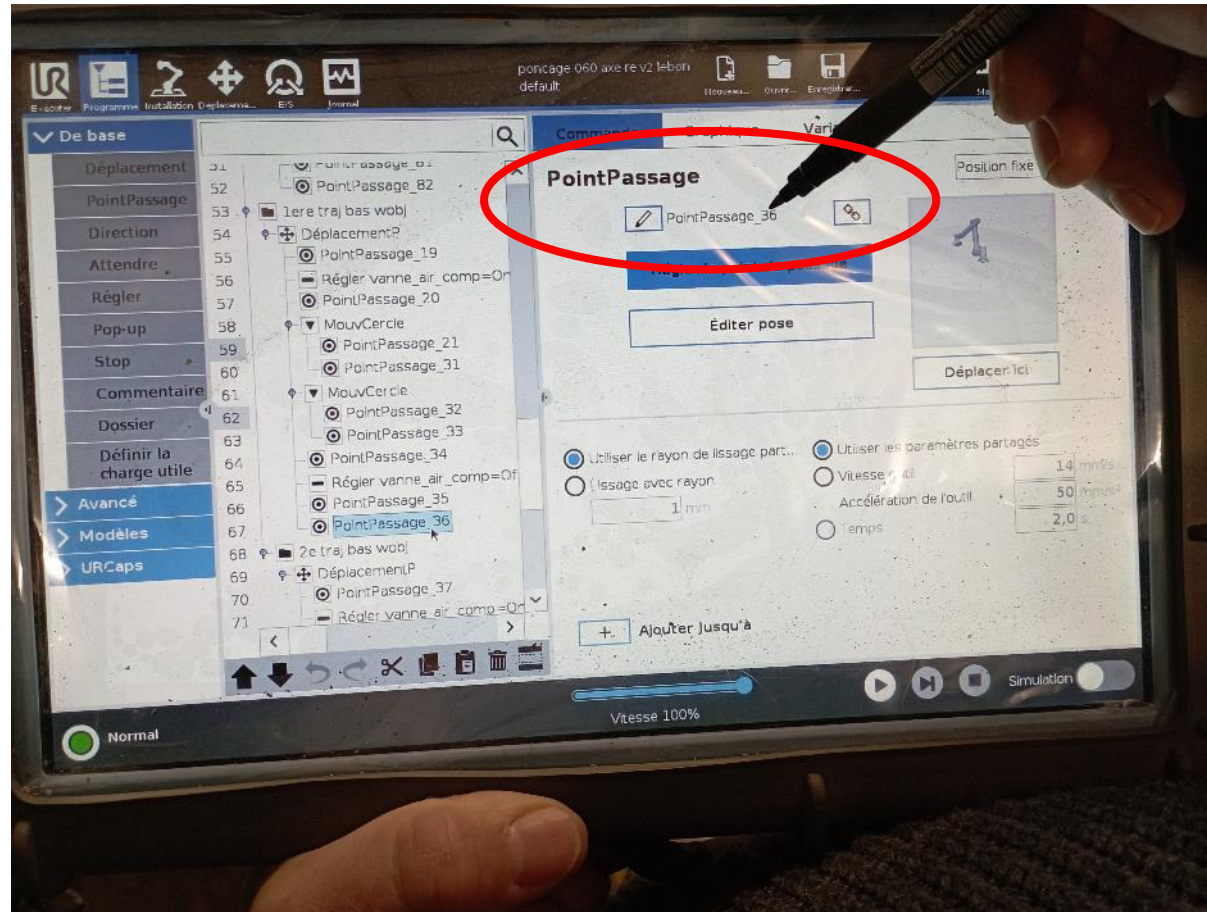 UR
poncage 060 axe re v2 lebon
default
Programme
Installation
E/S
Journal
Nouveau...
Ouvrir...
Enregistrer...
De base
Déplacement
PointPassage
Direction
Attendre
Régler
Pop-up
Stop
Commentaire
Dossier
Définir la
charge utile
Avancé
Modèles
URCaps
51
52 PointPassage_82
53 1ere traj bas wobj
54 DéplacementP
55 PointPassage_19
56 Régler vanne_air_comp=On
57 PointPassage_20
58 MouvCercle
59 PointPassage_21
60 PointPassage_31
61 MouvCercle
62 PointPassage_32
63 PointPassage_33
64 PointPassage_34
65 Régler vanne_air_comp=Of
66 PointPassage_35
67 PointPassage_36
68 2e traj bas wobj
69 DéplacementP
70 PointPassage_37
71 Régler vanne_air_comp=On
Commande Graphique
PointPassage
Position fixe
PointPassage_36
Éditer pose
Déplacer ici
Utiliser le rayon de lissage part...
Lissage avec rayon
1 mm
Utiliser les paramètres partagés
Vitesse outil
14 mm/s
Accélération de l'outil
50 mm/s²
Temps
2,0 s
Ajouter Jusqu'à
Normal
Vitesse 100%
Simulation